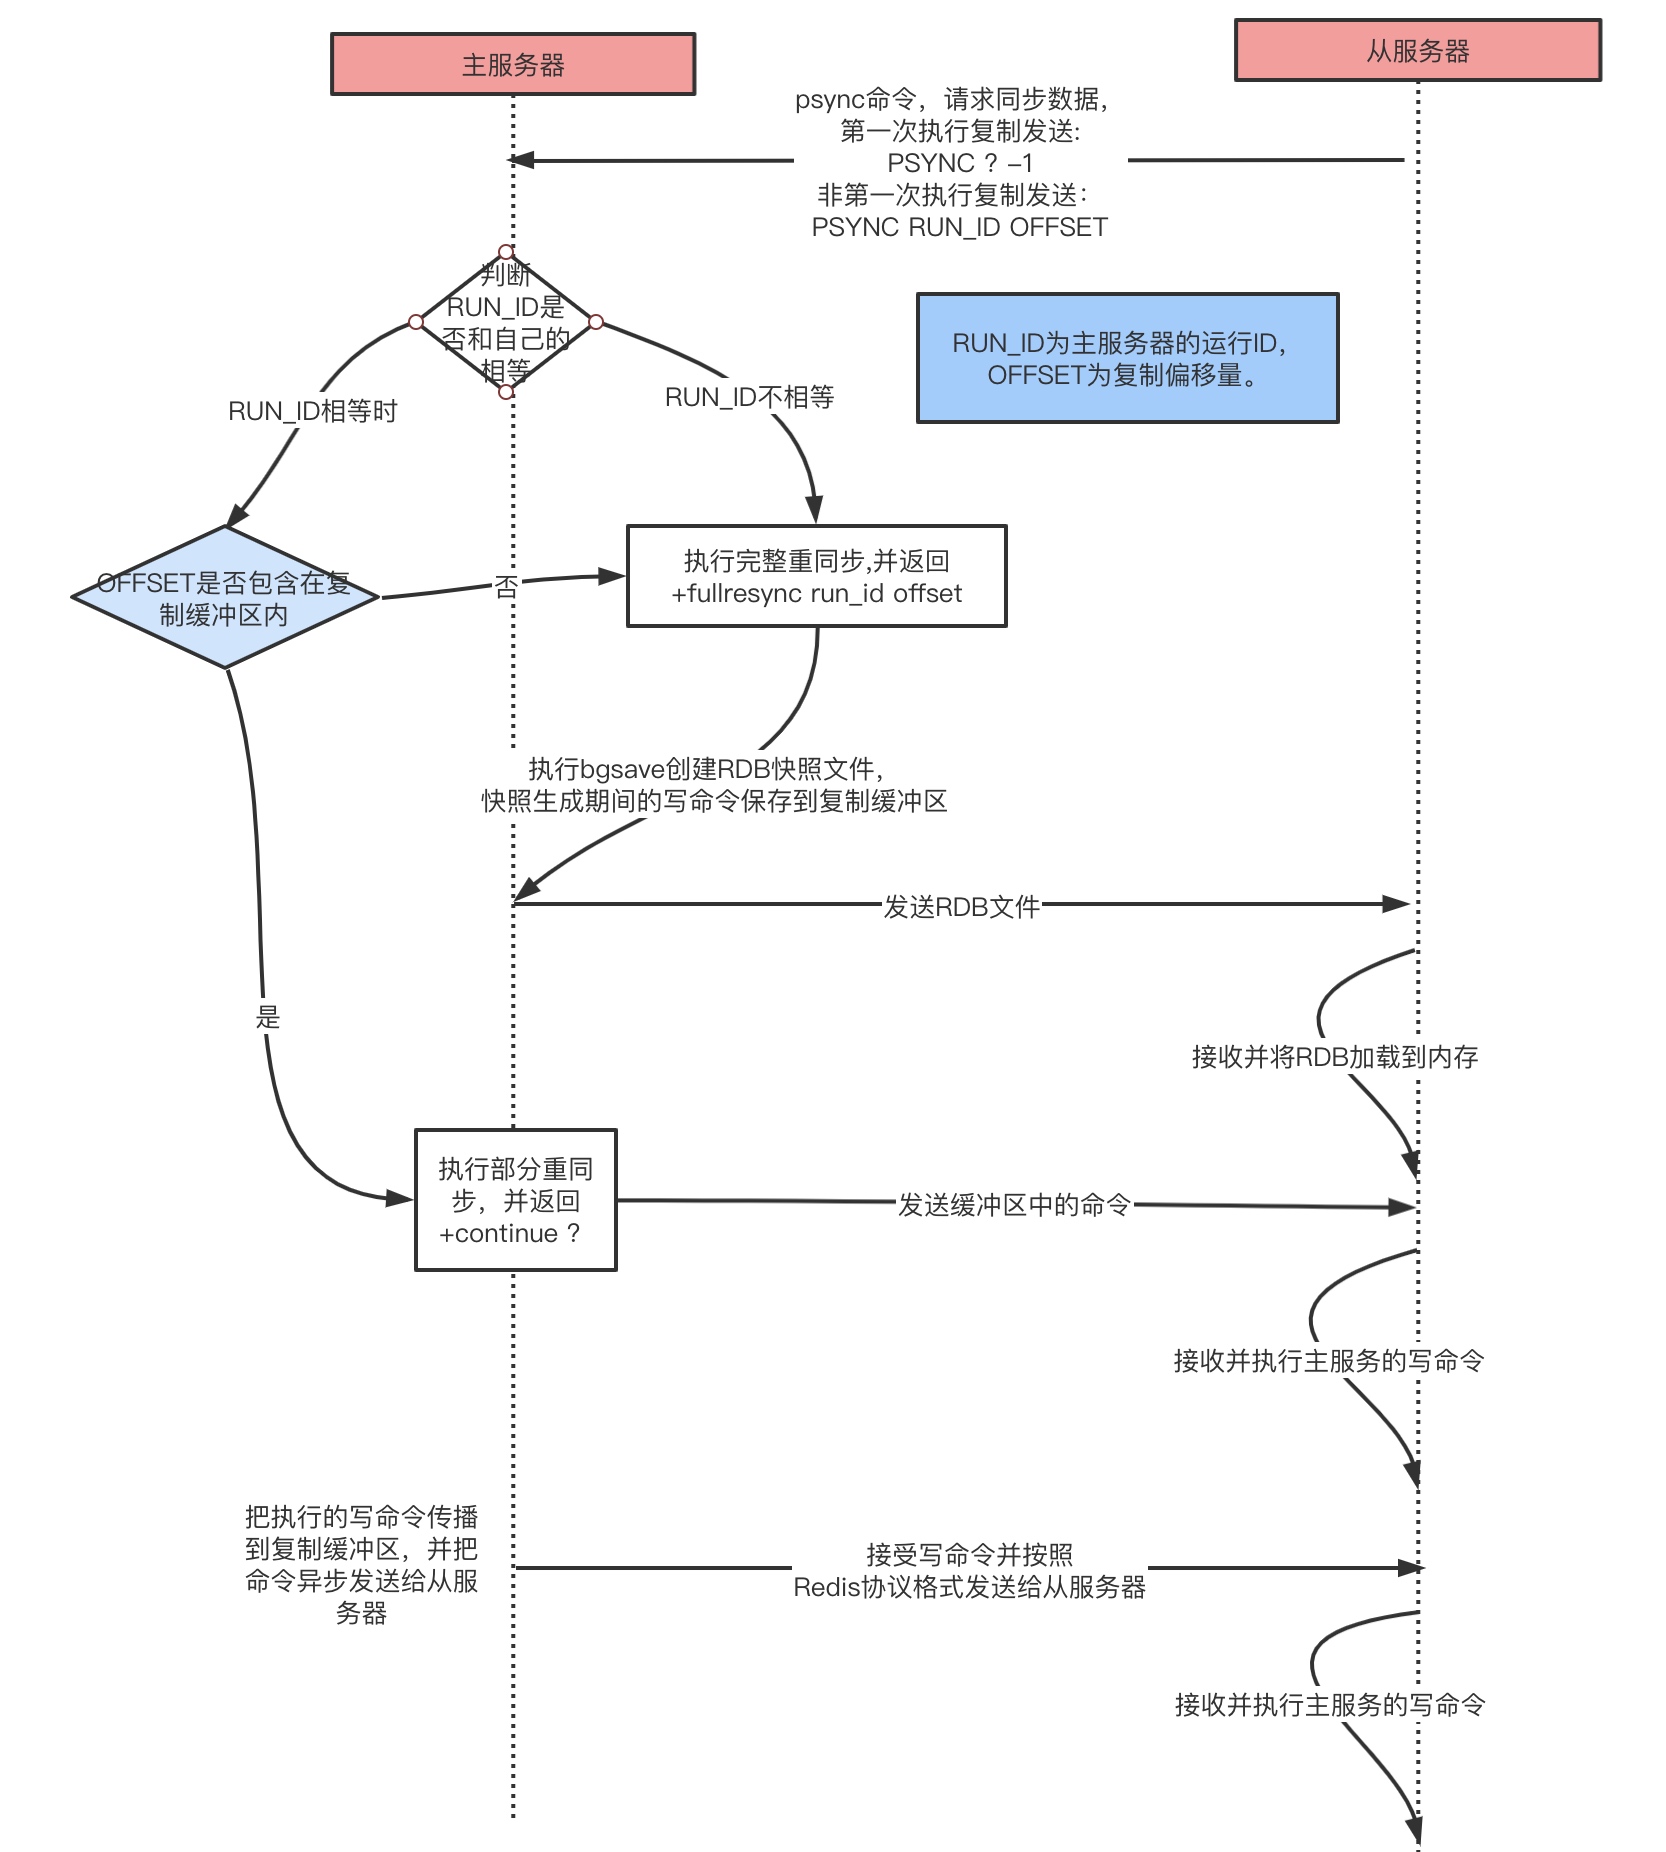 主服务器
从服务器
psync命令，请求同步数据，
第一次执行复制发送:
PSYNC ? -1
非第一次执行复制发送：
PSYNC RUN_ID OFFSET
判断
RUN_ID是
否和自己的
相等
RUN_ID为主服务器的运行ID，
OFFSET为复制偏移量。
RUN_ID相等时
RUN_ID不相等
OFFSET是否包含在复
制缓冲区内
否
执行完整重同步,并返回
+fullresync run_id offset
执行bgsave创建RDB快照文件，
快照生成期间的写命令保存到复制缓冲区
发送RDB文件
是
接收并将RDB加载到内存
执行部分重同
步，并返回
+continue ?
发送缓冲区中的命令
接收并执行主服务的写命令
把执行的写命令传播
到复制缓冲区，并把
命令异步发送给从服
务器
接受写命令并按照
Redis协议格式发送给从服务器
接收并执行主服务的写命令